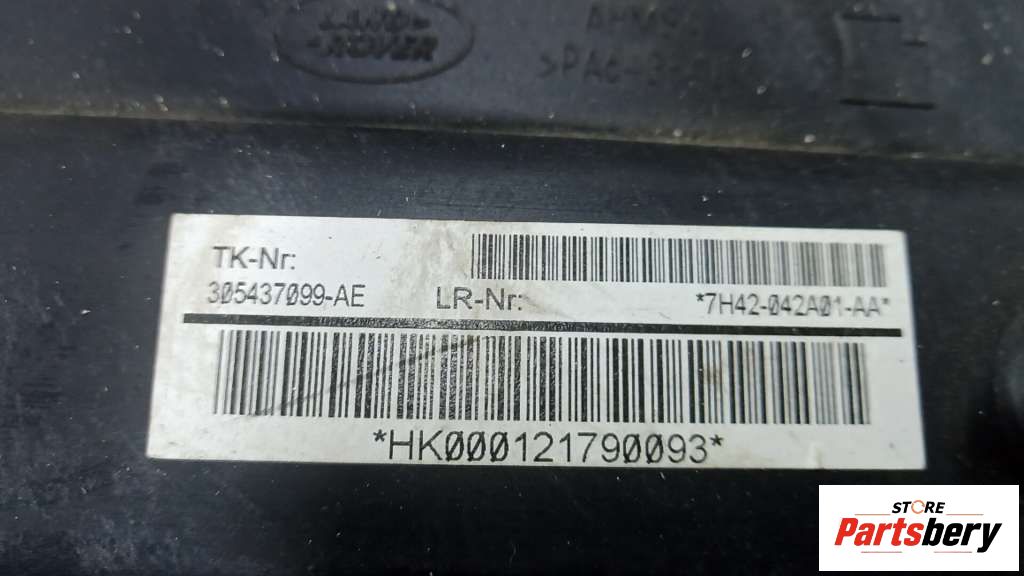 LAND
ROVER
TK-Nr:
305437099-AE LR-Nr: *7H42-042A01-AA*
*HK000121790093*
STORE
Partsbery